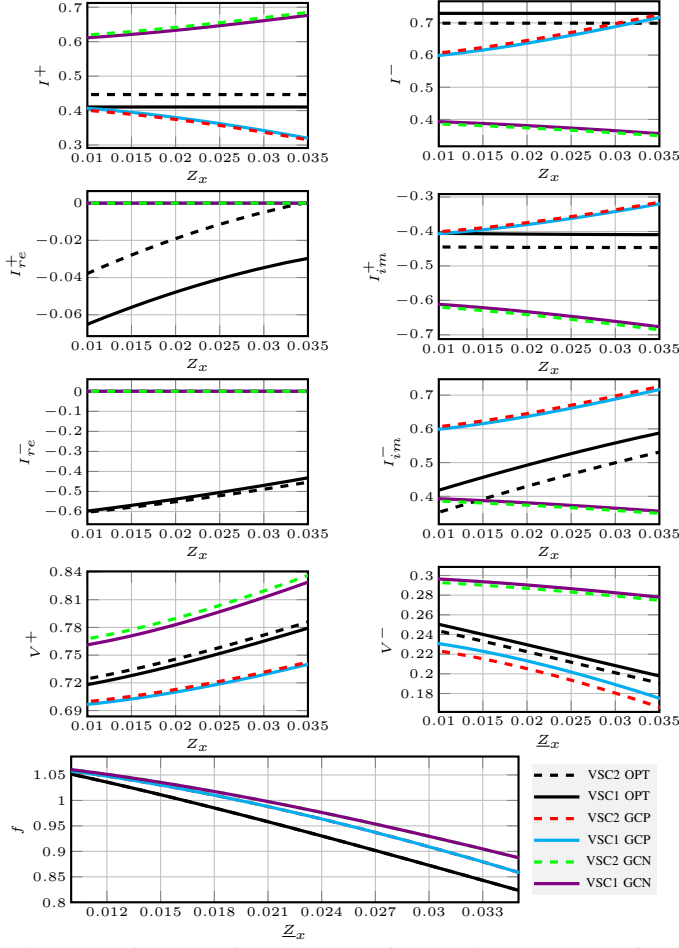 0.7
0.6
0.5
0.4
0.3
I+
0.01 0.015 0.02 0.025 0.03 0.035
Zx
0.7
0.6
0.5
0.4
I−
0.01 0.015 0.02 0.025 0.03 0.035
Zx
0
−0.02
−0.04
−0.06
I+re
0.01 0.015 0.02 0.025 0.03 0.035
Zx
−0.3
−0.4
−0.5
−0.6
−0.7
I+im
0.01 0.015 0.02 0.025 0.03 0.035
Zx
0
−0.1
−0.2
−0.3
−0.4
−0.5
−0.6
I−re
0.01 0.015 0.02 0.025 0.03 0.035
Zx
0.7
0.6
0.5
0.4
I−im
0.01 0.015 0.02 0.025 0.03 0.035
Zx
0.84
0.81
0.78
0.75
0.72
0.69
V+
0.01 0.015 0.02 0.025 0.03 0.035
Zx
0.3
0.28
0.26
0.24
0.22
0.2
0.18
V−
0.01 0.015 0.02 0.025 0.03 0.035
Zx
1.05
1
0.95
0.9
0.85
0.8
f
0.012 0.015 0.018 0.021 0.024 0.027 0.03 0.033
Zx
VSC2 OPT
VSC1 OPT
VSC2 GCP
VSC1 GCP
VSC2 GCN
VSC1 GCN